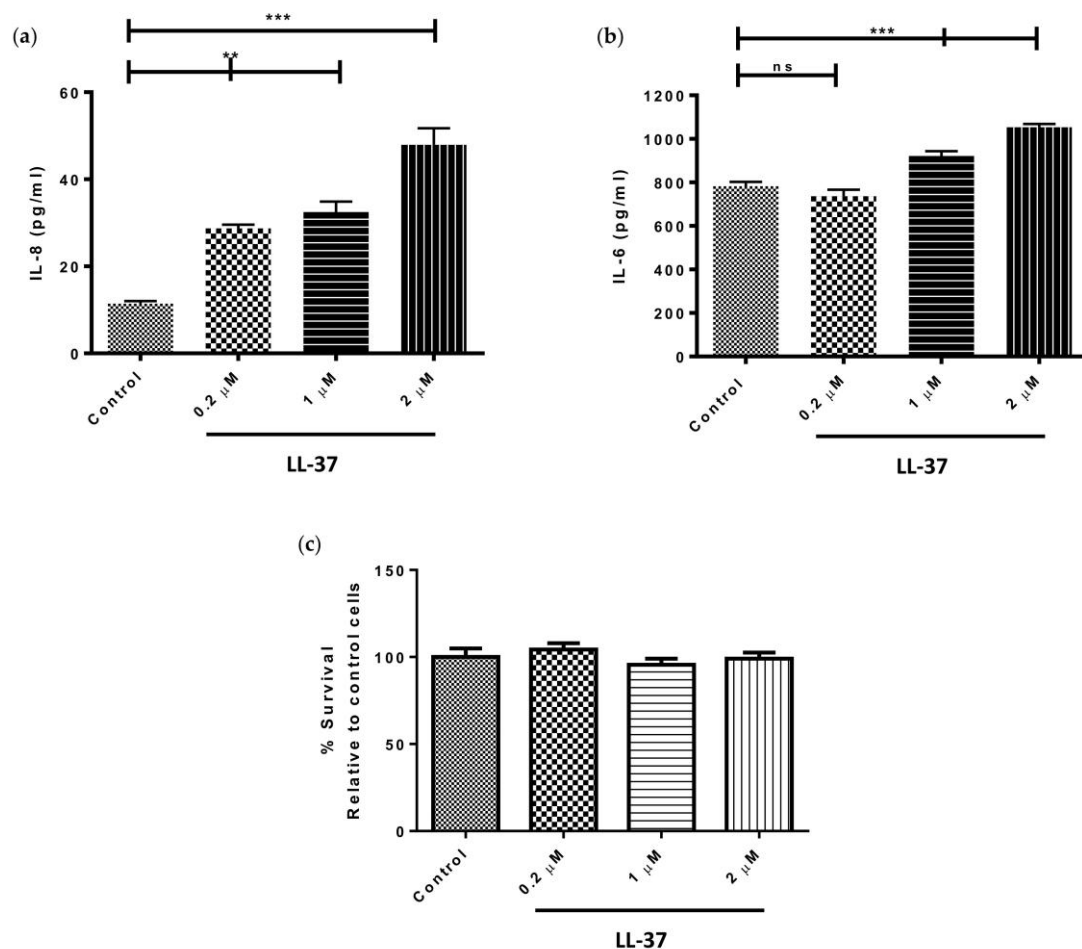 (a)
***
**
60
40
20
0
IL-8 (pg/ml)
Control
0.2 μM
1 μM
2 μM
LL-37
(b)
***
ns
1200
1000
800
600
400
200
0
IL-6 (pg/ml)
Control
0.2 μM
1 μM
2 μM
LL-37
(c)
150
100
50
0
% Survival
Relative to control cells
Control
0.2 μM
1 μM
2 μM
LL-37